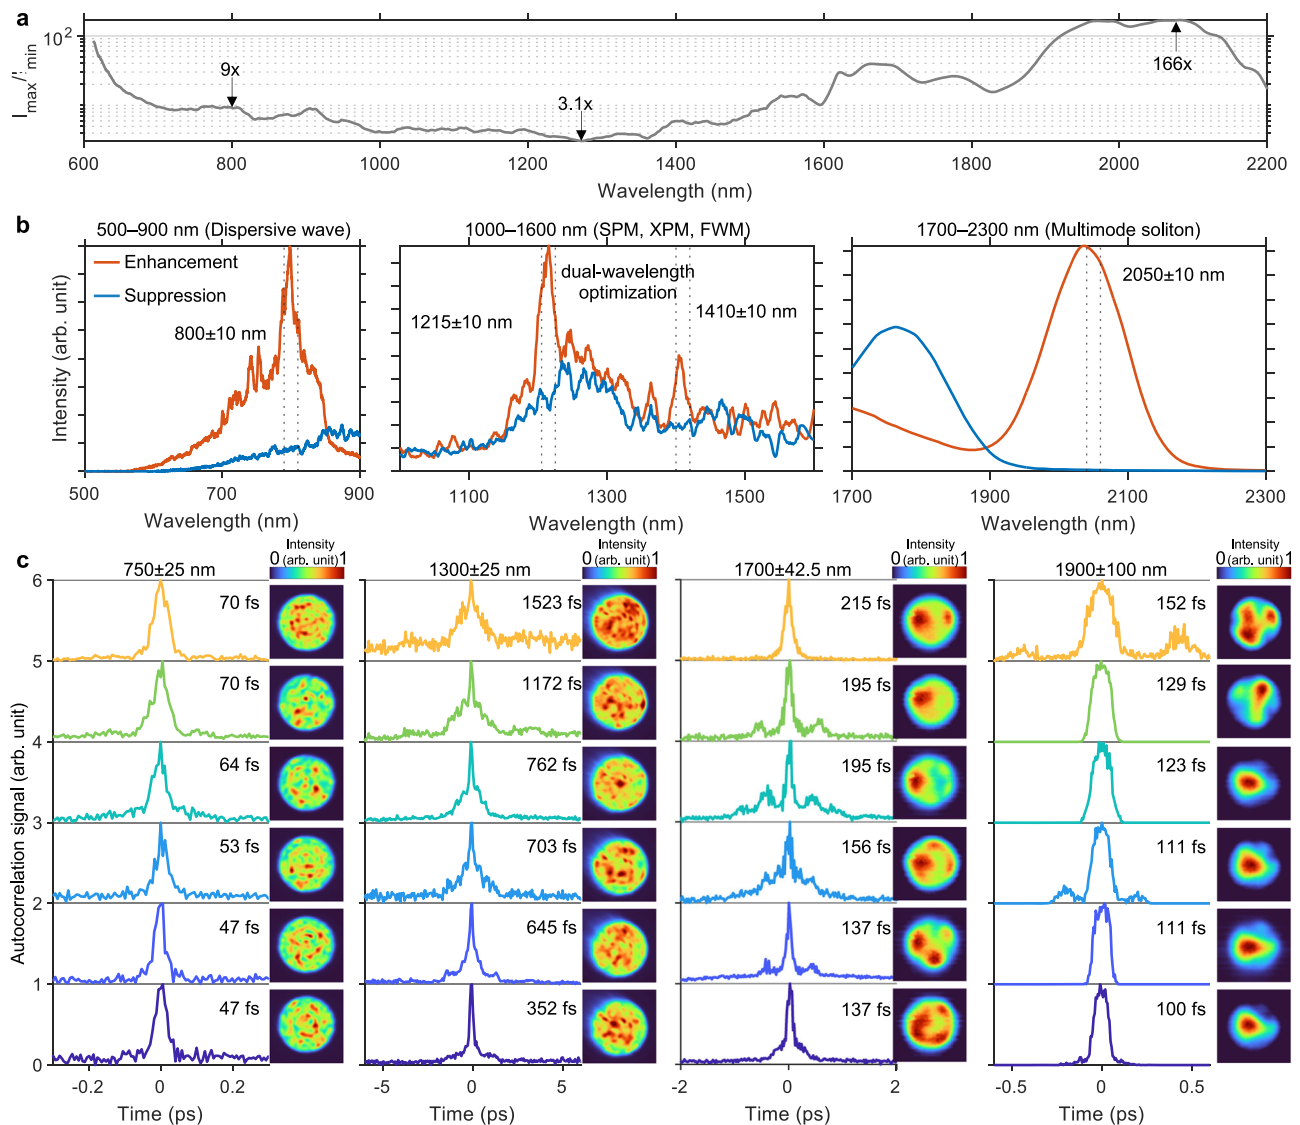 a
10²
I max/I min
9x
3.1x
166x
600 800 1000 1200 1400 1600 1800 2000 2200
Wavelength (nm)
b
500–900 nm (Dispersive wave)
1000–1600 nm (SPM, XPM, FWM)
1700–2300 nm (Multimode soliton)
Intensity (arb. unit)
Enhancement
Suppression
800±10 nm
dual-wavelength
optimization
1215±10 nm
1410±10 nm
2050±10 nm
500 700 900
1100 1300 1500
1700 1900 2100 2300
Wavelength (nm)
Wavelength (nm)
Wavelength (nm)
c
750±25 nm
Intensity
0 (arb. unit) 1
1300±25 nm
Intensity
0 (arb. unit) 1
1700±42.5 nm
Intensity
0 (arb. unit) 1
1900±100 nm
Intensity
0 (arb. unit) 1
Autocorrelation signal (arb. unit)
6
70 fs 1523 fs 215 fs 152 fs
5
70 fs 1172 fs 195 fs 129 fs
4
64 fs 762 fs 195 fs 123 fs
3
53 fs 703 fs 156 fs 111 fs
2
47 fs 645 fs 137 fs 111 fs
1
47 fs 352 fs 137 fs 100 fs
0
-0.2 0 0.2
-5 0 5
-2 0 2
-0.5 0 0.5
Time (ps)
Time (ps)
Time (ps)
Time (ps)